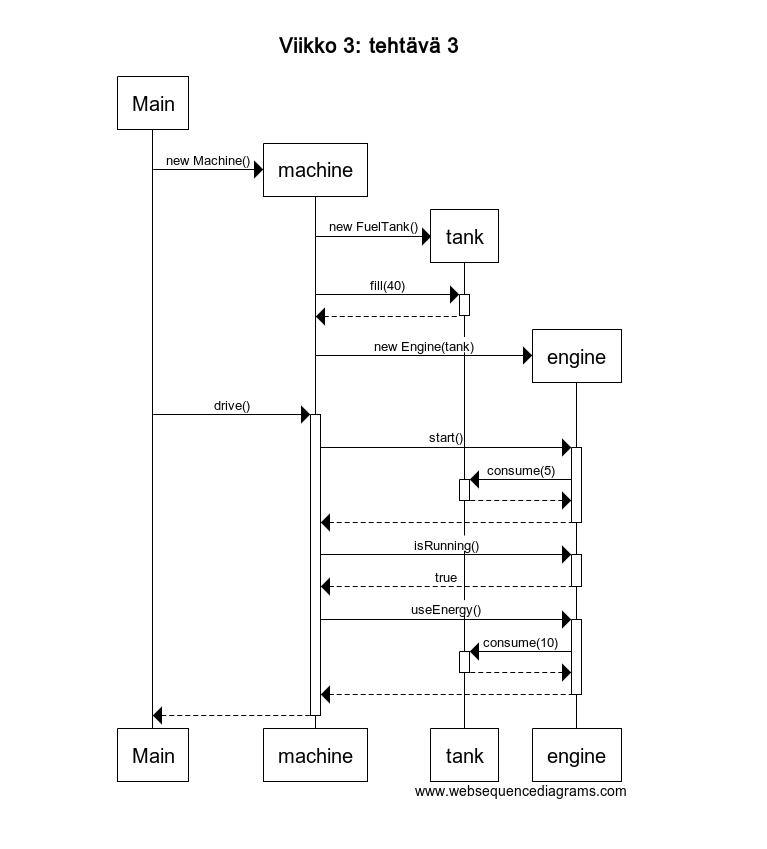 Viikko 3: tehtävä 3
Main
new Machine()
machine
new FuelTank()
tank
fill(40)
new Engine(tank)
engine
drive()
start()
consume(5)
isRunning()
true
useEnergy()
consume(10)
Main
machine
tank
engine
www.websequencediagrams.com